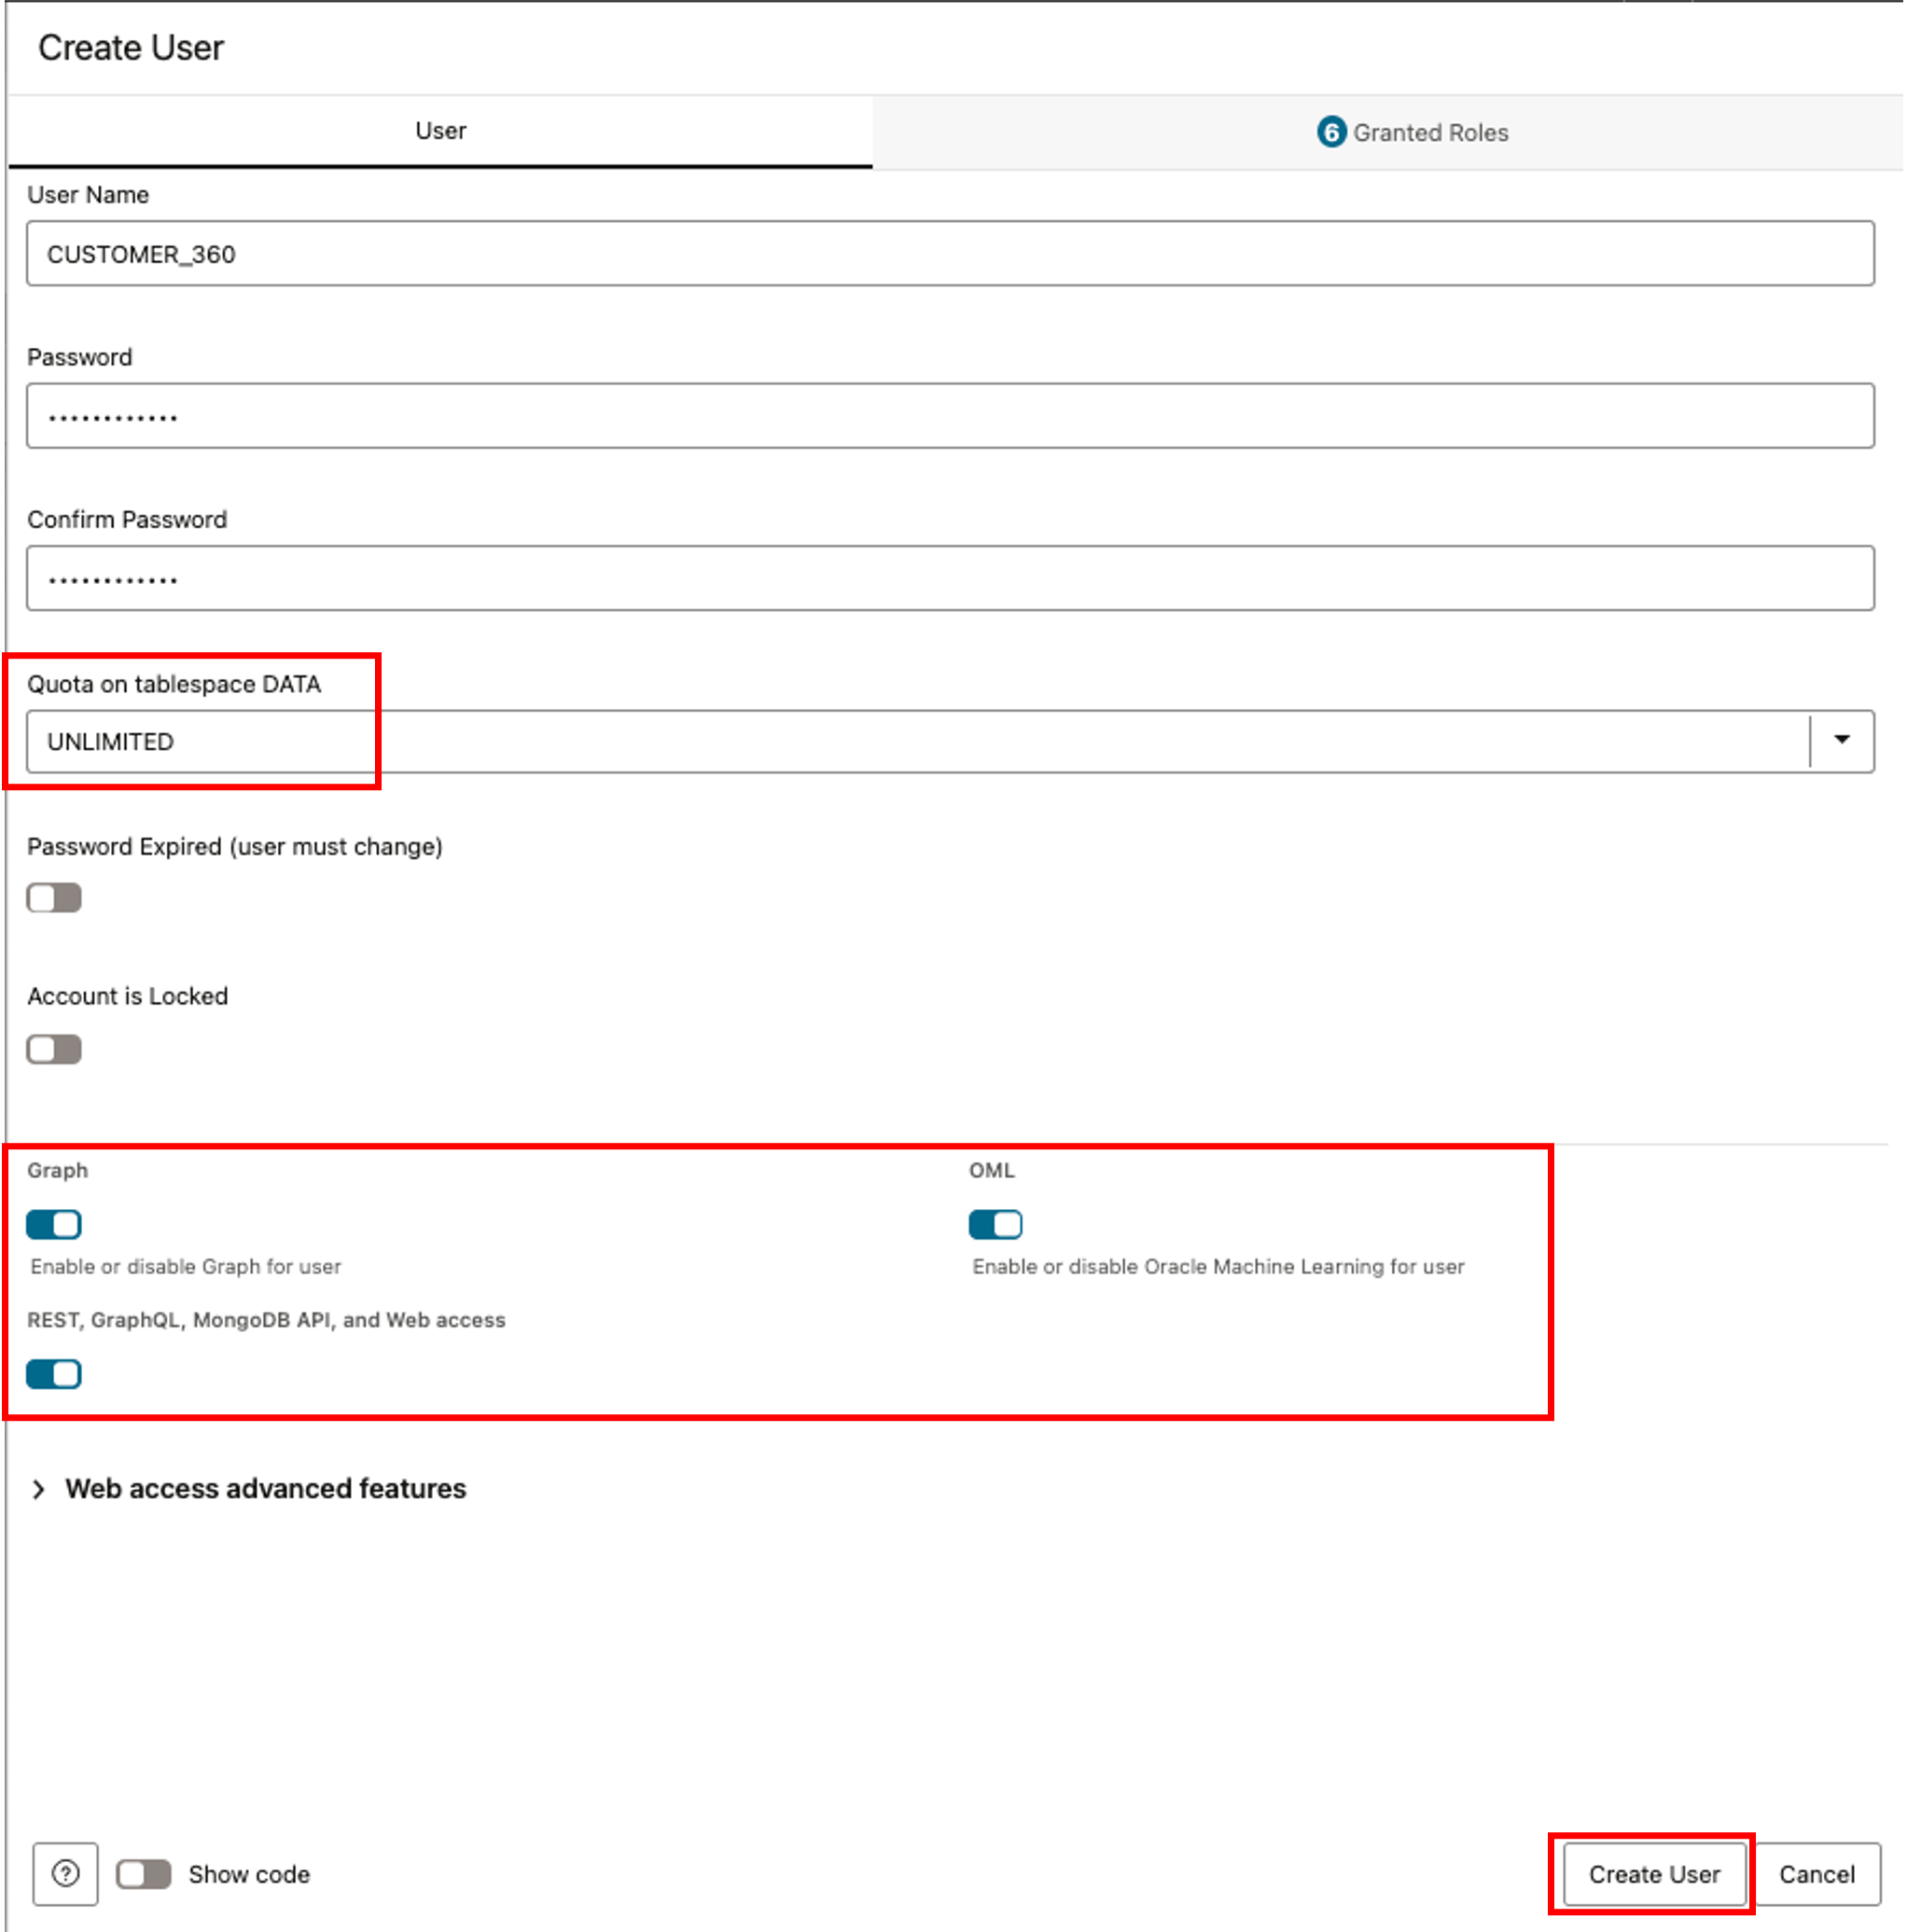 Create User
User
6 Granted Roles
User Name
CUSTOMER_360
Password
••••••••••••
Confirm Password
••••••••••••
Quota on tablespace DATA
UNLIMITED
Password Expired (user must change)
Account is Locked
Graph
OML
Enable or disable Graph for user
Enable or disable Oracle Machine Learning for user
REST, GraphQL, MongoDB API, and Web access
Web access advanced features
? Show code
Create User
Cancel